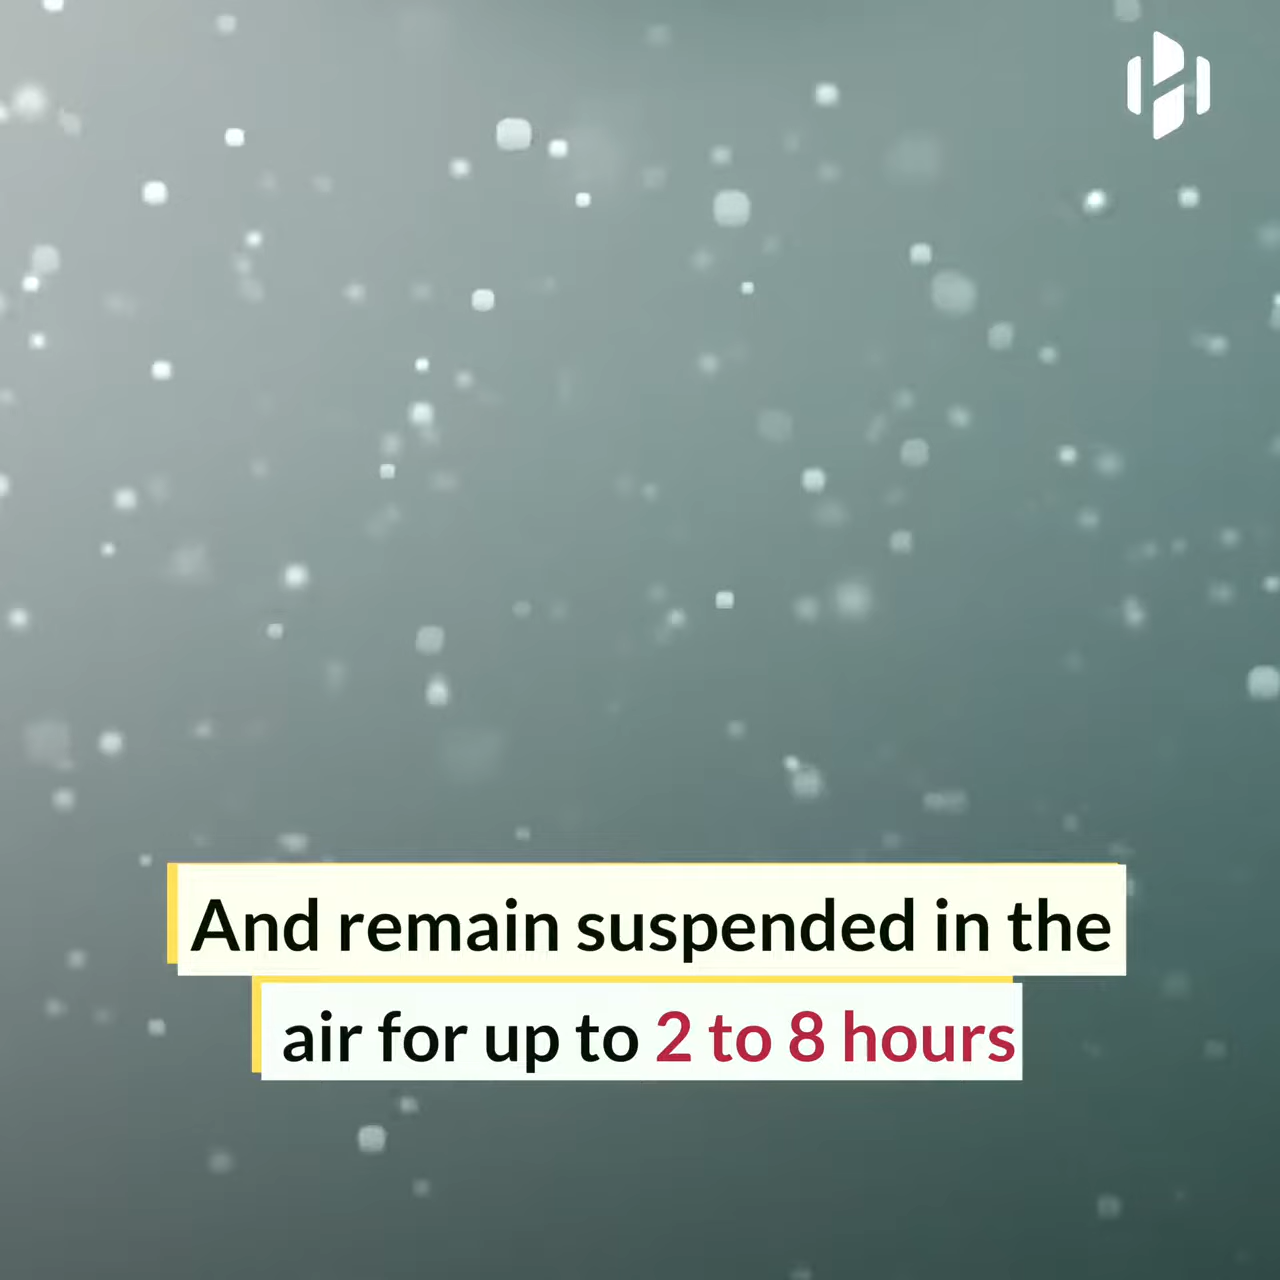 And remain suspended in the
air for up to 2 to 8 hours